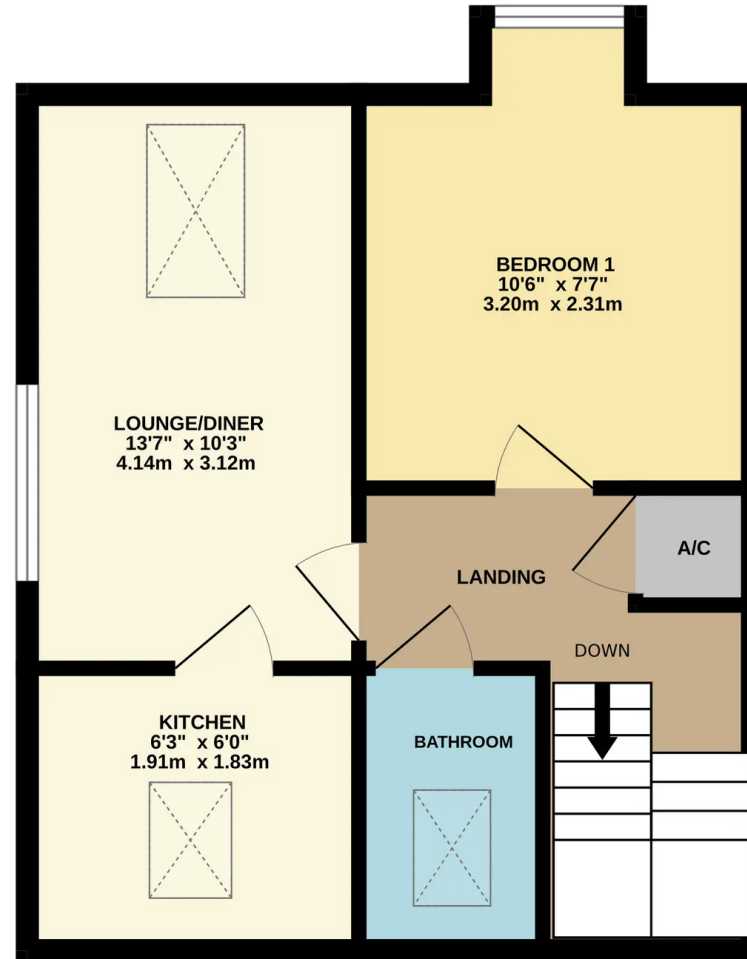 BEDROOM 1
10'6" x 7'7"
3.20m x 2.31m
LOUNGE/DINER
13'7" x 10'3"
4.14m x 3.12m
A/C
LANDING
DOWN
KITCHEN
6'3" x 6'0"
1.91m x 1.83m
BATHROOM